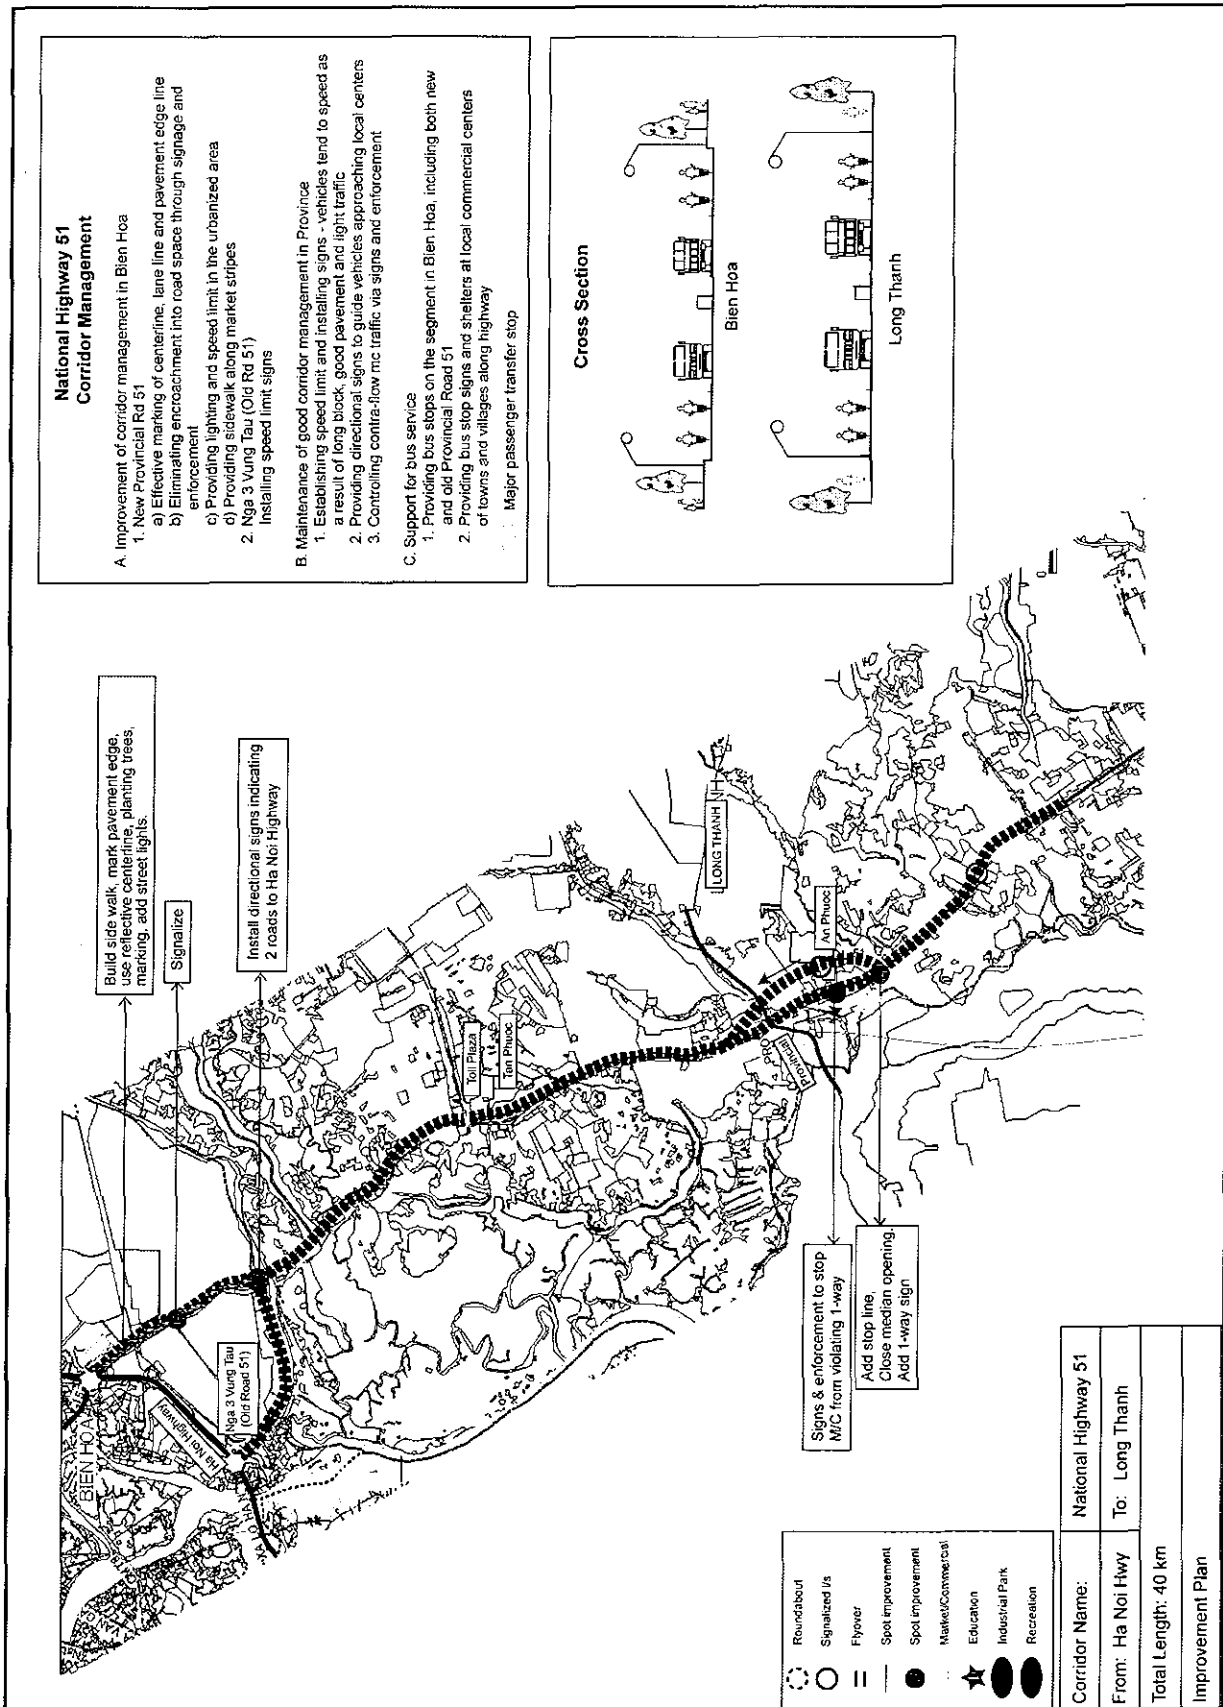 National Highway 51
Corridor Management
A. Improvement of corridor management in Bien Hoa
1. New Provincial Rd 51
a) Effective marking of centerline, lane line and pavement edge line
b) Eliminating encroachment into road space through signage and
enforcement
c) Providing lighting and speed limit in the urbanized area
d) Providing sidewalk along market stripes
2. Nga 3 Vung Tau (Old Rd 51)
Installing speed limit signs
B. Maintenance of good corridor management in Province
1. Establishing speed limit and installing signs - vehicles tend to speed as
a result of long block, good pavement and light traffic
2. Providing directional signs to guide vehicles approaching local centers
3. Controlling contra-flow mc traffic via signs and enforcement
C. Support for bus service
1. Providing bus stops on the segment in Bien Hoa, including both new
and old Provincial Road 51
2. Providing bus stop signs and shelters at local commercial centers
of towns and villages along highway
Major passenger transfer stop
Cross Section
Bien Hoa
Long Thanh
Build side walk, mark pavement edge,
use reflective centerline, planting trees,
marking, add street lights.
Signalize
Install directional signs indicating
2 roads to Ha Noi Highway
BIEN HOA
Ha Noi Highway
Nga 3 Vung Tau
(Old Road 51)
Toll Plaza
Tan Phuoc
LONG THANH
An Phuoc
Provincial
Signs & enforcement to stop
M/C from violating 1-way
Add stop line,
Close median opening.
Add 1-way sign
Roundabout
Signalized I/s
Flyover
Spot improvement
Spot improvement
Market/Commercial
Education
Industrial Park
Recreation
Corridor Name: National Highway 51
From: Ha Noi Hwy To: Long Thanh
Total Length: 40 km
Improvement Plan